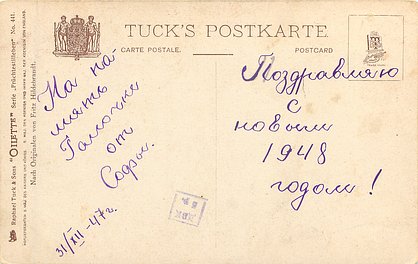 TUCK'S POSTKARTE.
CARTE POSTALE.
POSTCARD
Raphael Tuck & Sons "OILETTE" Serie „Früchtestilleben" No. 411
Nach Originalen von Fritz Hildebrandt.
На па-
мять
Галочке
от
Софы.
31/XII-47г.
Поздравляю
с
новым
1948
годом!